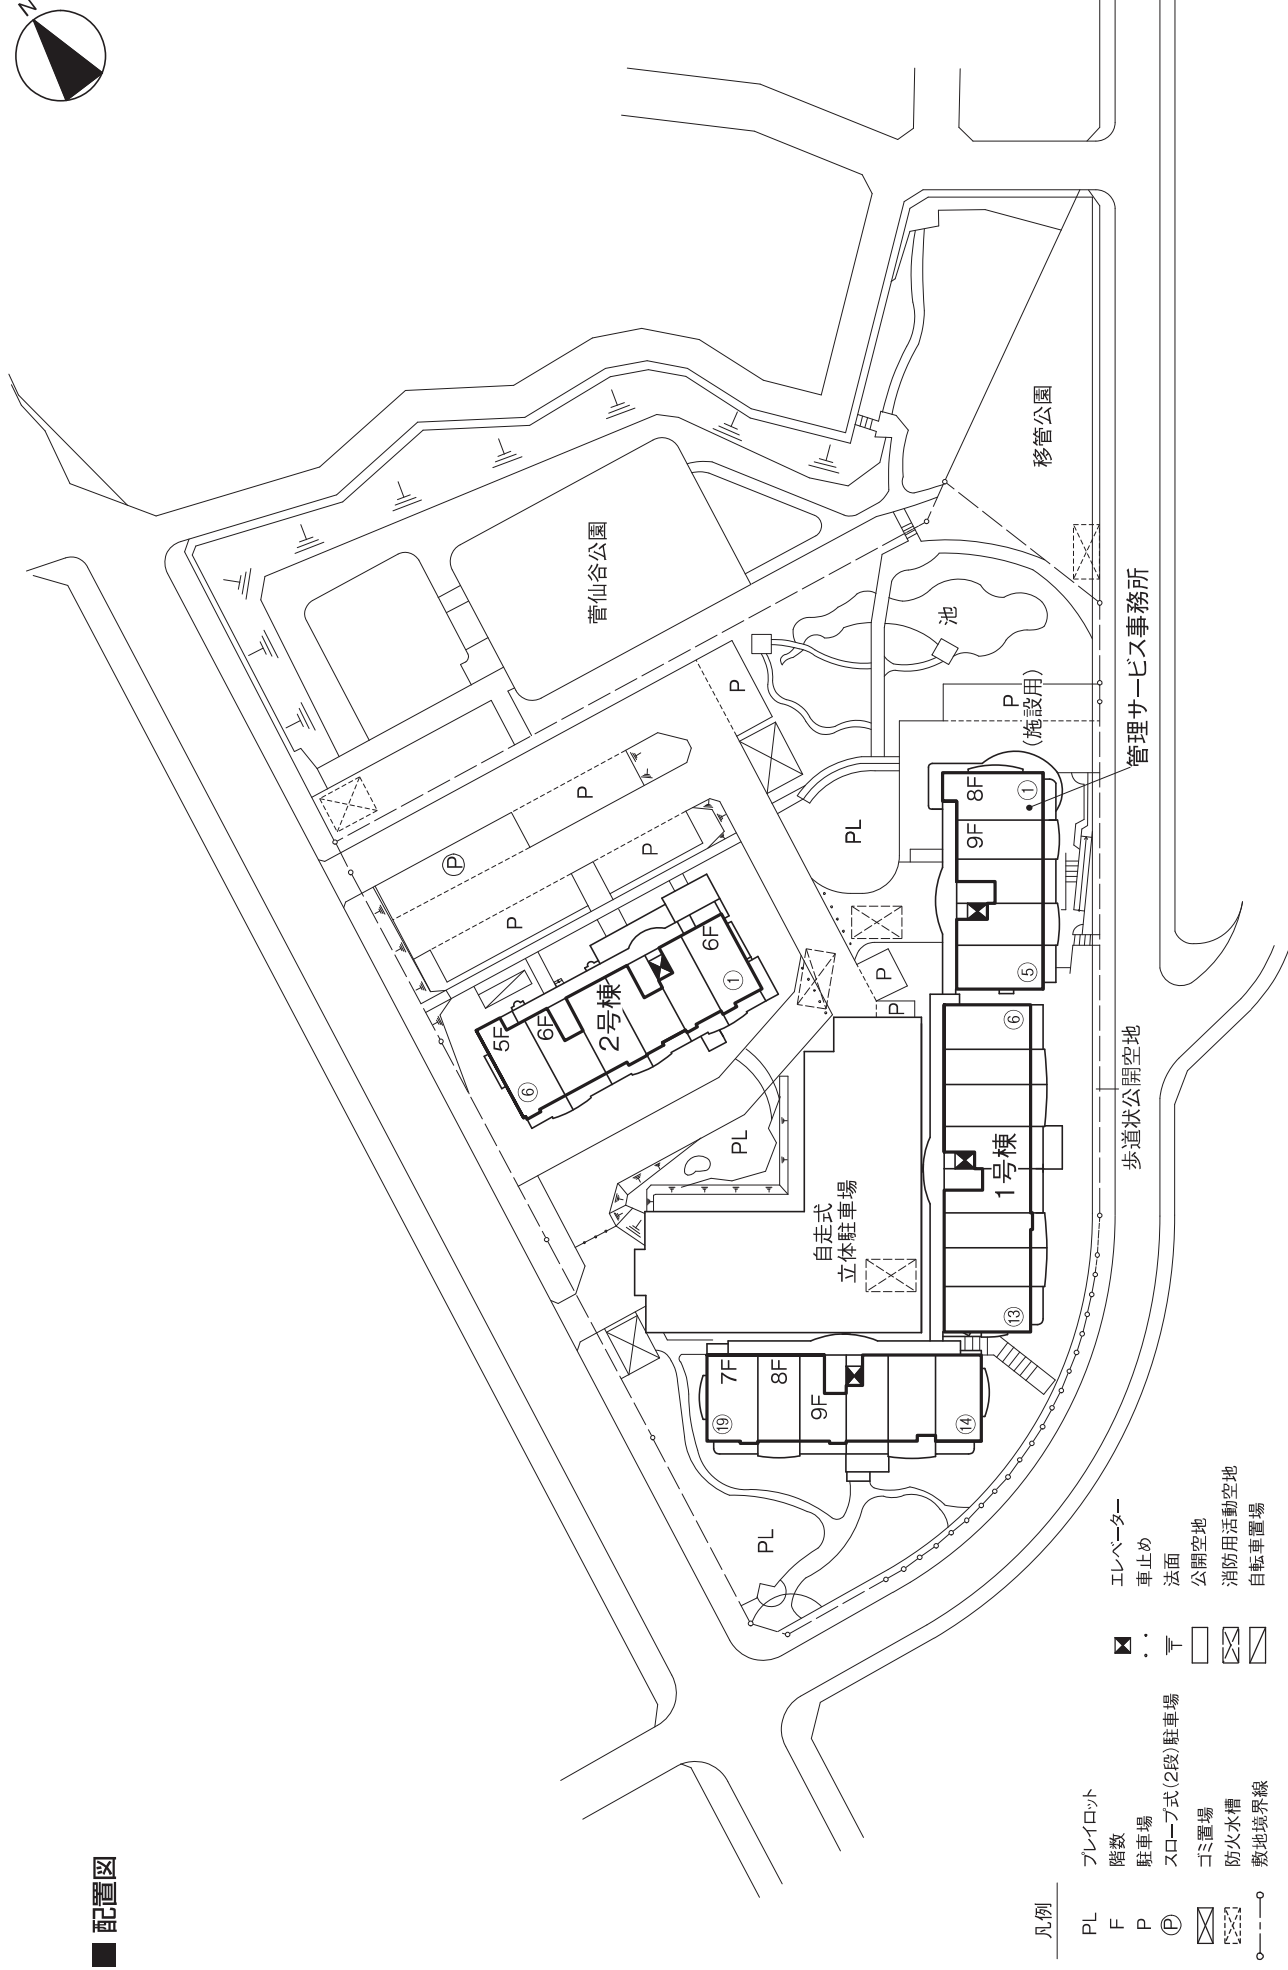 ■ 配置図
N
菅仙谷公園
移管公園
池
P
P
P
P
Ⓟ
P
(施設用)
管理サービス事務所
PL
8F
9F
①
⑤
P
P
2号棟
5F
6F
6F
①
⑥
PL
自走式
立体駐車場
1号棟
⑥
⑬
歩道状公開空地
7F
8F
9F
⑲
⑭
PL
凡例
PL プレイロット
F 階数
P 駐車場
Ⓟ スロープ式(2段)駐車場
ゴミ置場
防火水槽
敷地境界線
エレベーター
車止め
法面
公開空地
消防用活動空地
自転車置場